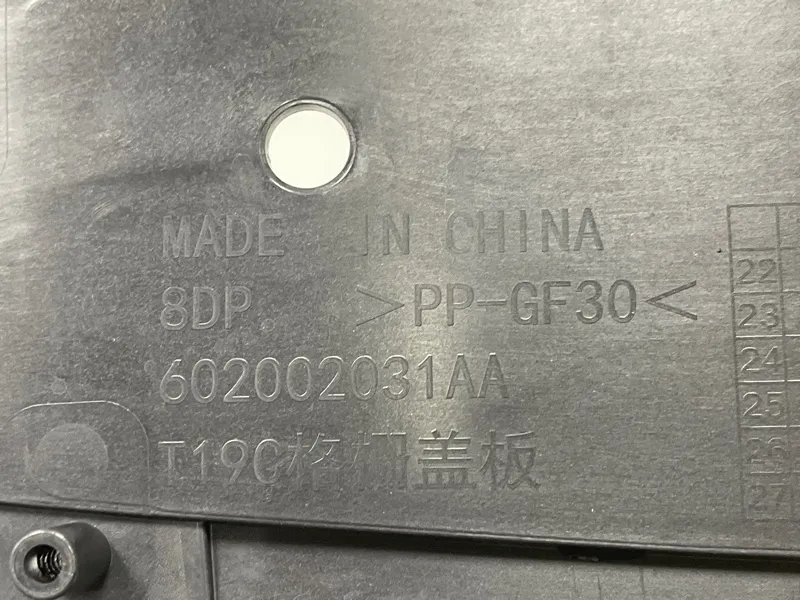 MADE IN CHINA
8DP. >PP-GF30<
602002031AA
T19C格栅盖板
22
23
24
25
26
27